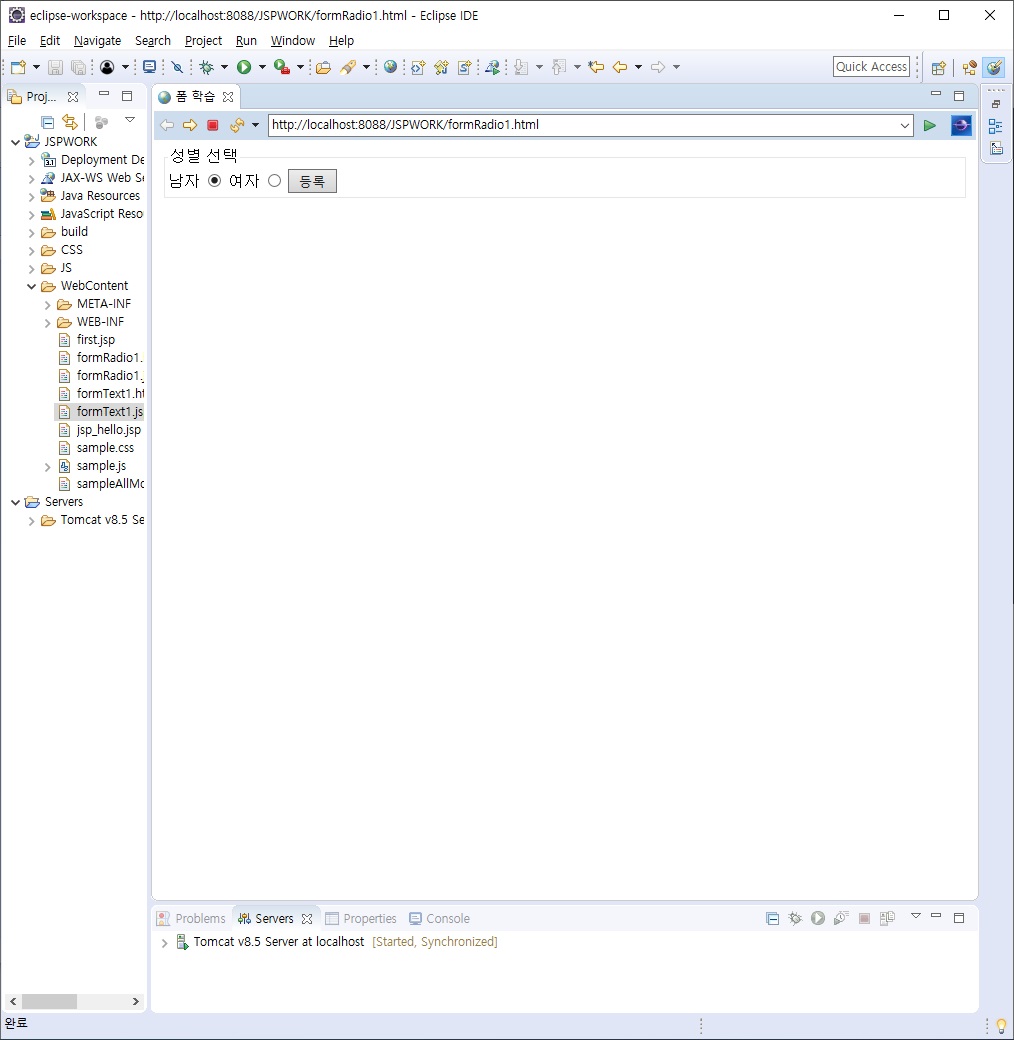 eclipse-workspace - http://localhost:8088/JSPWORK/formRadio1.html - Eclipse IDE
File Edit Navigate Search Project Run Window Help
Quick Access
Proj...
폼 학습
http://localhost:8088/JSPWORK/formRadio1.html
JSPWORK
Deployment De
JAX-WS Web Se
Java Resources
JavaScript Reso
build
CSS
JS
WebContent
META-INF
WEB-INF
first.jsp
formRadio1.
formRadio1.j
formText1.ht
formText1.js
jsp_hello.jsp
sample.css
sample.js
sampleAllMo
Servers
Tomcat v8.5 Se
성별 선택
남자 여자 등록
Problems Servers Properties Console
Tomcat v8.5 Server at localhost [Started, Synchronized]
완료